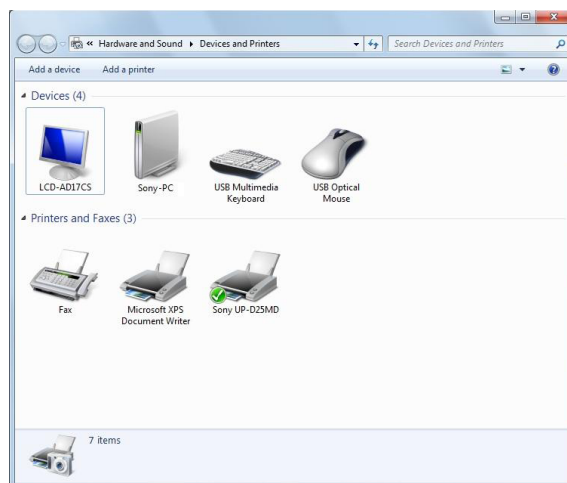 « Hardware and Sound ▸ Devices and Printers
Search Devices and Printers
Add a device Add a printer
Devices (4)
LCD-AD17CS
Sony-PC
USB Multimedia
Keyboard
USB Optical
Mouse
Printers and Faxes (3)
Fax
Microsoft XPS
Document Writer
Sony UP-D25MD
7 items